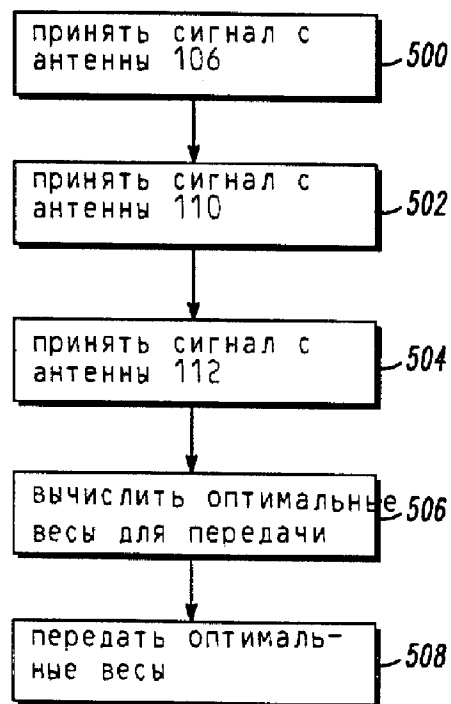 принять сигнал с
антенны 106
500
принять сигнал с
антенны 110
502
принять сигнал с
антенны 112
504
вычислить оптимальные
весы для передачи
506
передать оптималь-
ные весы
508